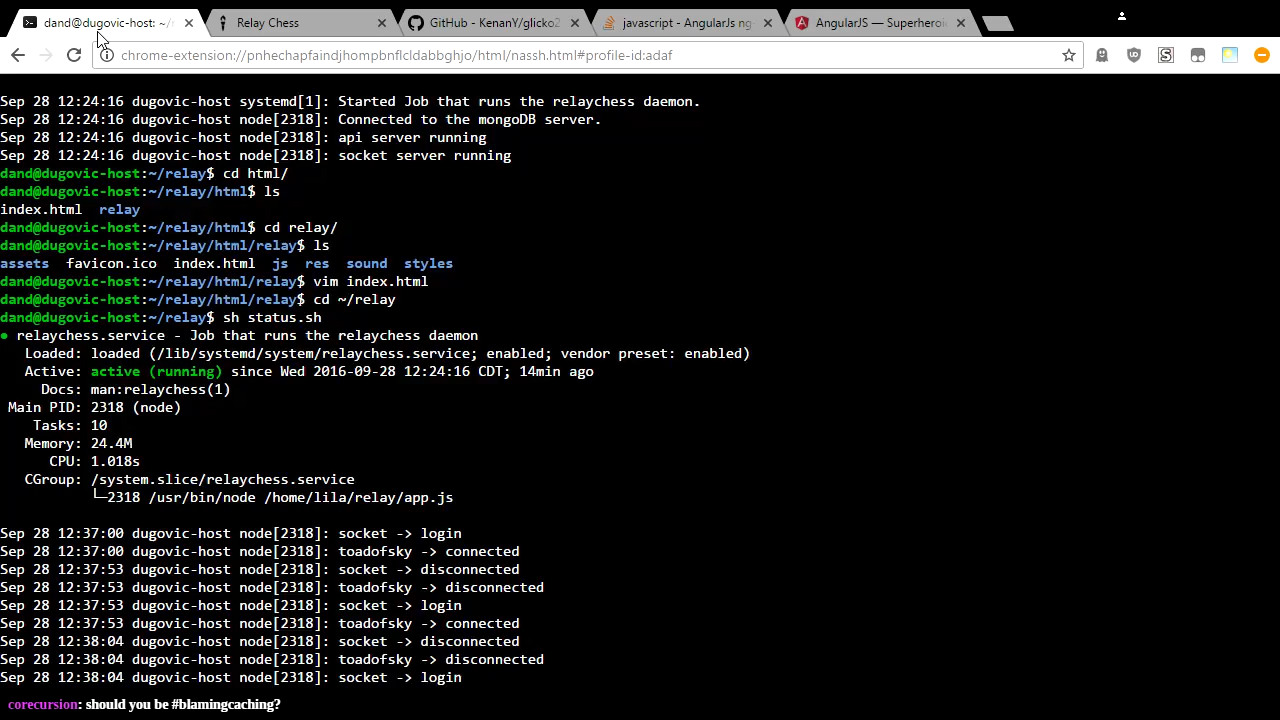 dand@dugovic-host: ~/r
Relay Chess
GitHub - KenanY/glicko2
javascript - AngularJs ng-
AngularJS — Superheroic
chrome-extension://pnhechapfaindjhompbnflcldabbghjo/html/nassh.html#profile-id:adaf
Sep 28 12:24:16 dugovic-host systemd[1]: Started Job that runs the relaychess daemon.
Sep 28 12:24:16 dugovic-host node[2318]: Connected to the mongoDB server.
Sep 28 12:24:16 dugovic-host node[2318]: api server running
Sep 28 12:24:16 dugovic-host node[2318]: socket server running
dand@dugovic-host:~/relay$ cd html/
dand@dugovic-host:~/relay/html$ ls
index.html  relay
dand@dugovic-host:~/relay/html$ cd relay/
dand@dugovic-host:~/relay/html/relay$ ls
assets  favicon.ico  index.html  js  res  sound  styles
dand@dugovic-host:~/relay/html/relay$ vim index.html
dand@dugovic-host:~/relay/html/relay$ cd ~/relay
dand@dugovic-host:~/relay$ sh status.sh
● relaychess.service - Job that runs the relaychess daemon
Loaded: loaded (/lib/systemd/system/relaychess.service; enabled; vendor preset: enabled)
Active: active (running) since Wed 2016-09-28 12:24:16 CDT; 14min ago
Docs: man:relaychess(1)
Main PID: 2318 (node)
Tasks: 10
Memory: 24.4M
CPU: 1.018s
CGroup: /system.slice/relaychess.service
└─2318 /usr/bin/node /home/lila/relay/app.js
Sep 28 12:37:00 dugovic-host node[2318]: socket -> login
Sep 28 12:37:00 dugovic-host node[2318]: toadofsky -> connected
Sep 28 12:37:53 dugovic-host node[2318]: socket -> disconnected
Sep 28 12:37:53 dugovic-host node[2318]: toadofsky -> disconnected
Sep 28 12:37:53 dugovic-host node[2318]: socket -> login
Sep 28 12:37:53 dugovic-host node[2318]: toadofsky -> connected
Sep 28 12:38:04 dugovic-host node[2318]: socket -> disconnected
Sep 28 12:38:04 dugovic-host node[2318]: toadofsky -> disconnected
Sep 28 12:38:04 dugovic-host node[2318]: socket -> login
corecursion: should you be #blamingcaching?